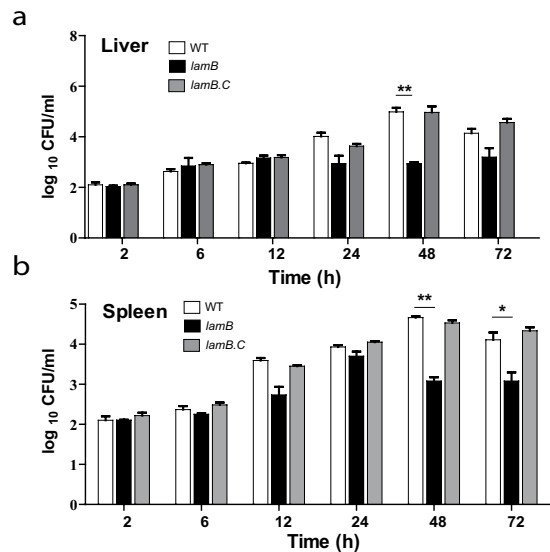 a
Liver
WT
lamB
lamB.C
**
log 10 CFU/ml
8
6
4
2
0
2 6 12 24 48 72
Time (h)
b
Spleen
WT
lamB
lamB.C
**
*
log 10 CFU/ml
5
4
3
2
1
0
2 6 12 24 48 72
Time (h)